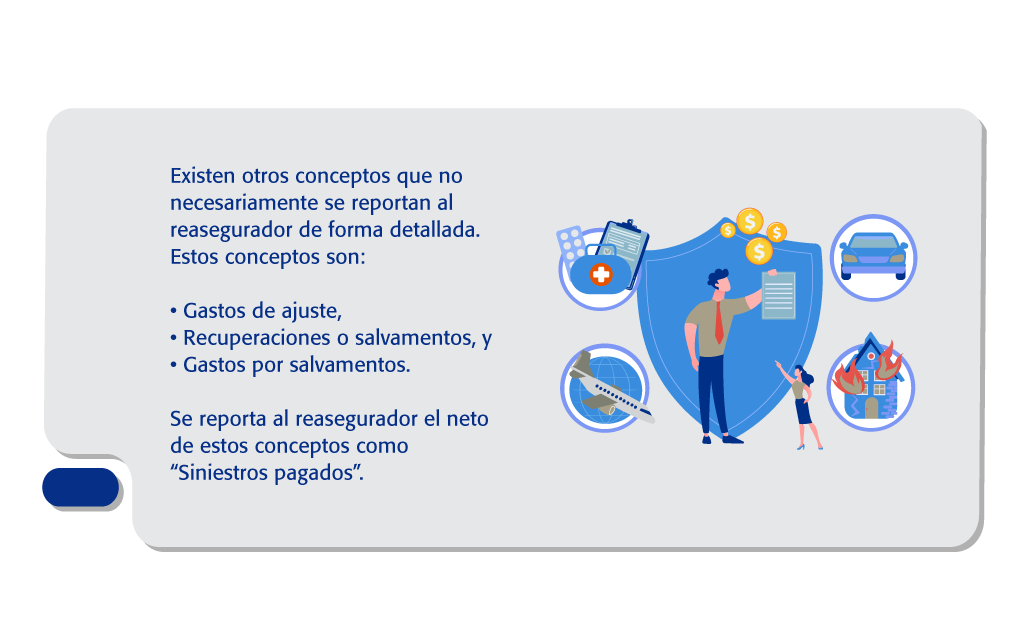 Existen otros conceptos que no
necesariamente se reportan al
reasegurador de forma detallada.
Estos conceptos son:
• Gastos de ajuste,
• Recuperaciones o salvamentos, y
• Gastos por salvamentos.
Se reporta al reasegurador el neto
de estos conceptos como
“Siniestros pagados”.
$
$
$
$